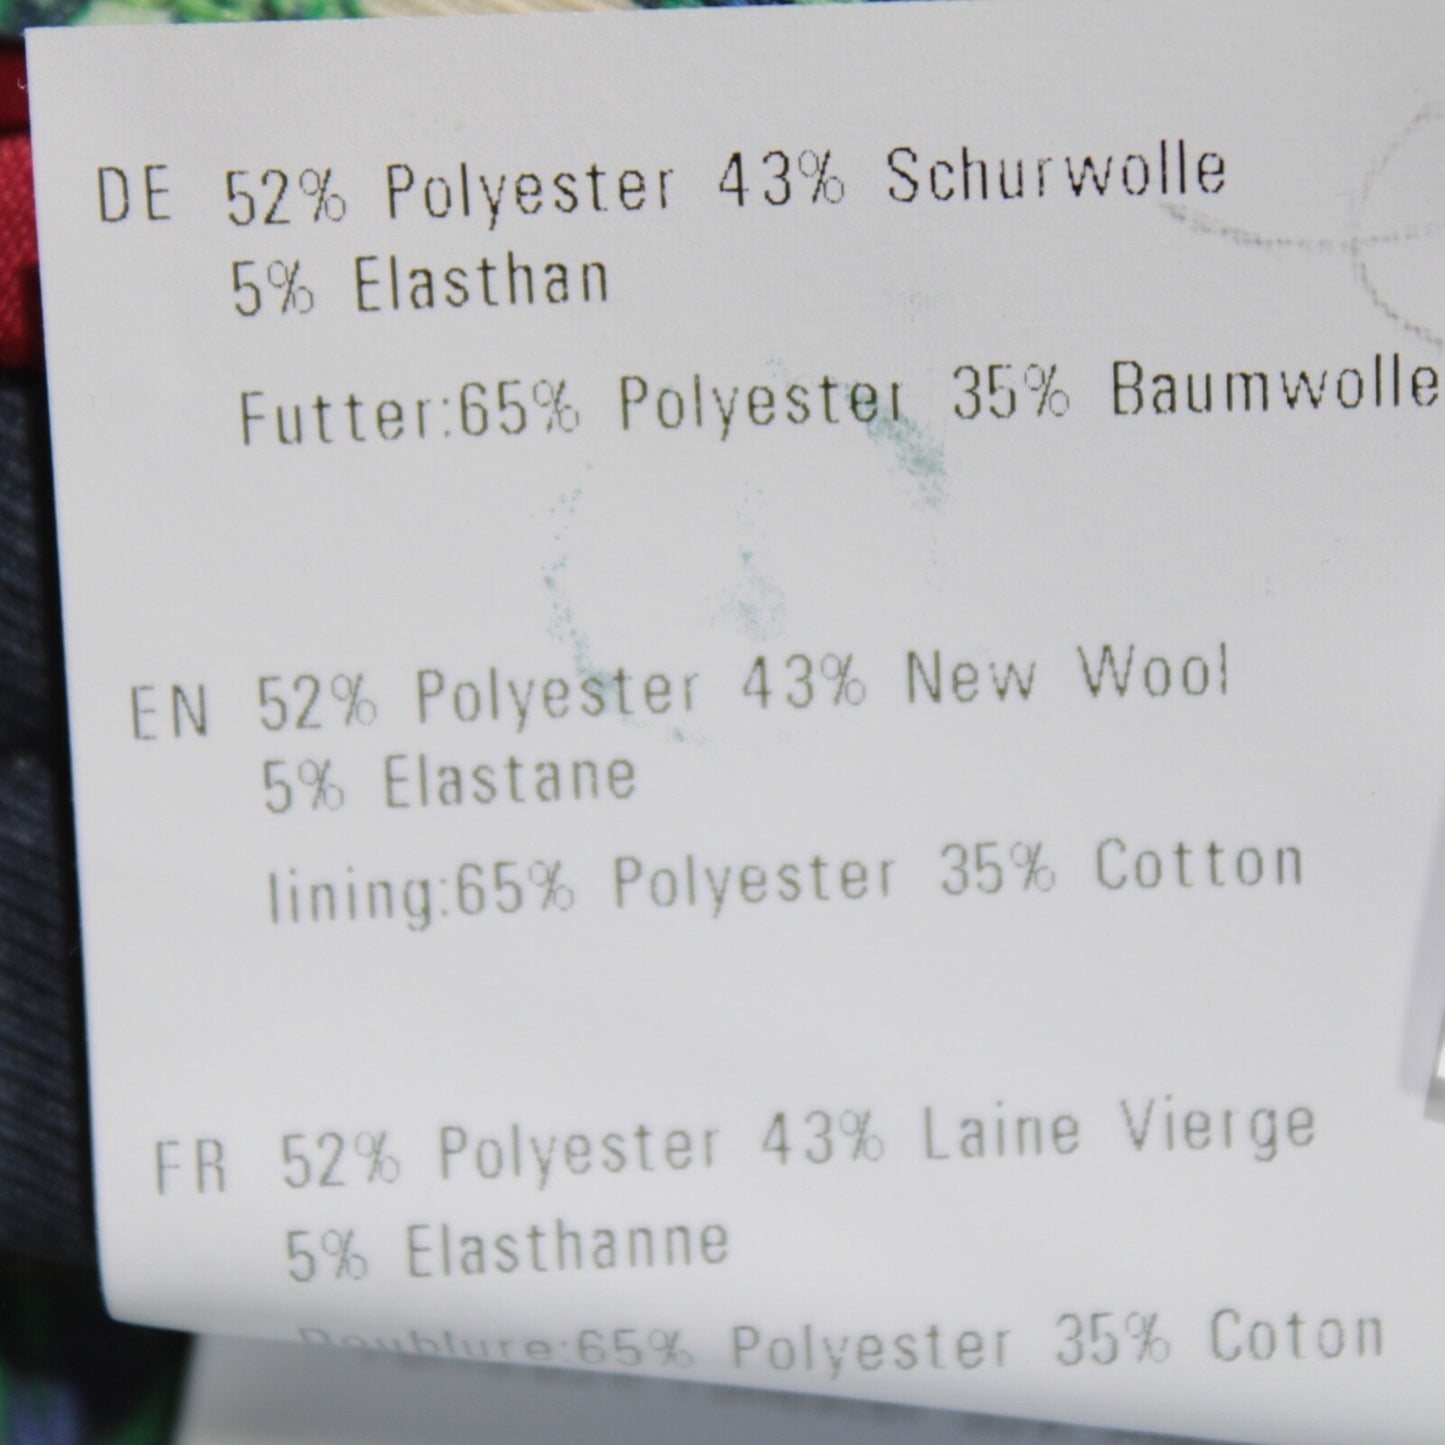 DE 52% Polyester 43% Schurwolle
5% Elasthan
Futter:65% Polyester 35% Baumwolle
EN 52% Polyester 43% New Wool
5% Elastane
lining:65% Polyester 35% Cotton
FR 52% Polyester 43% Laine Vierge
5% Elasthanne
Doublure:65% Polyester 35% Coton